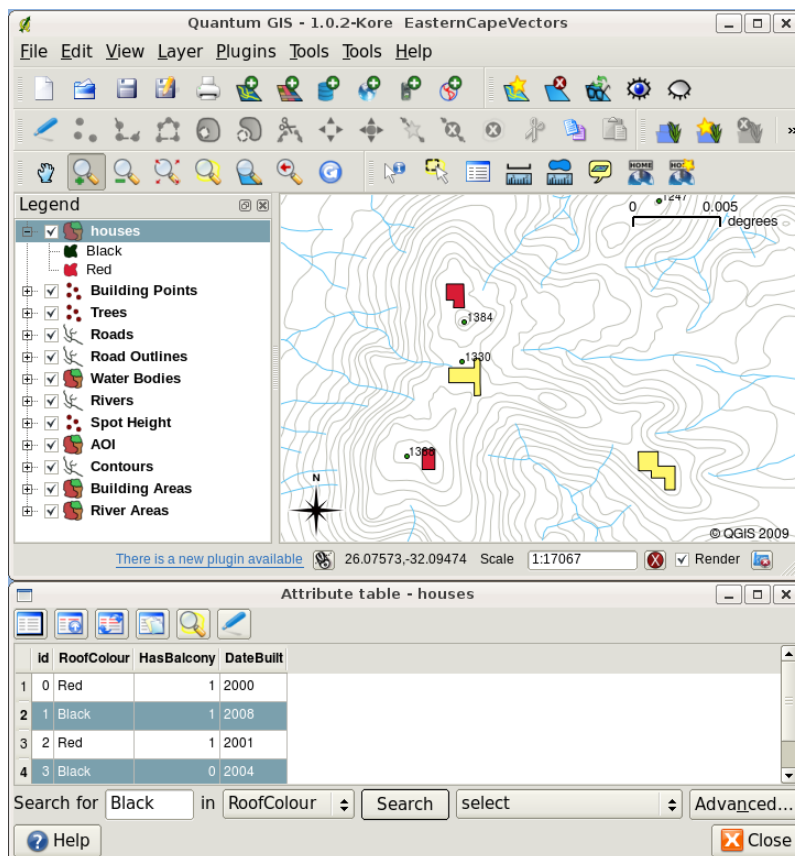 Quantum GIS - 1.0.2-Kore EasternCapeVectors
File Edit View Layer Plugins Tools Tools Help
»
Legend
houses
Black
Red
Building Points
Trees
Roads
Road Outlines
Water Bodies
Rivers
Spot Height
AOI
Contours
Building Areas
River Areas
HOME HOME
1247
0 0.005
degrees
1384
1330
1388
N
© QGIS 2009
There is a new plugin available 26.07573,-32.09474 Scale 1:17067 Render
Attribute table - houses
id RoofColour HasBalcony DateBuilt
1 0 Red 1 2000
2 1 Black 1 2008
3 2 Red 1 2001
4 3 Black 0 2004
Search for Black in RoofColour Search select Advanced...
Help Close